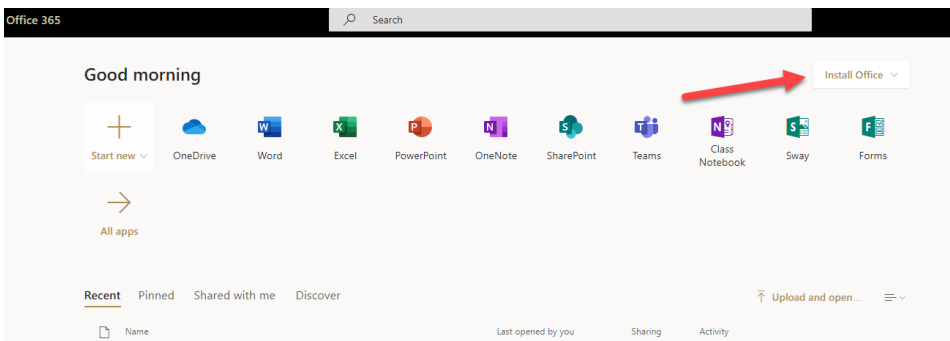 Office 365
Search
Good morning
Install Office
Start new
OneDrive
Word
Excel
PowerPoint
OneNote
SharePoint
Teams
Class
Notebook
Sway
Forms
All apps
Recent Pinned Shared with me Discover
Upload and open...
Name Last opened by you Sharing Activity